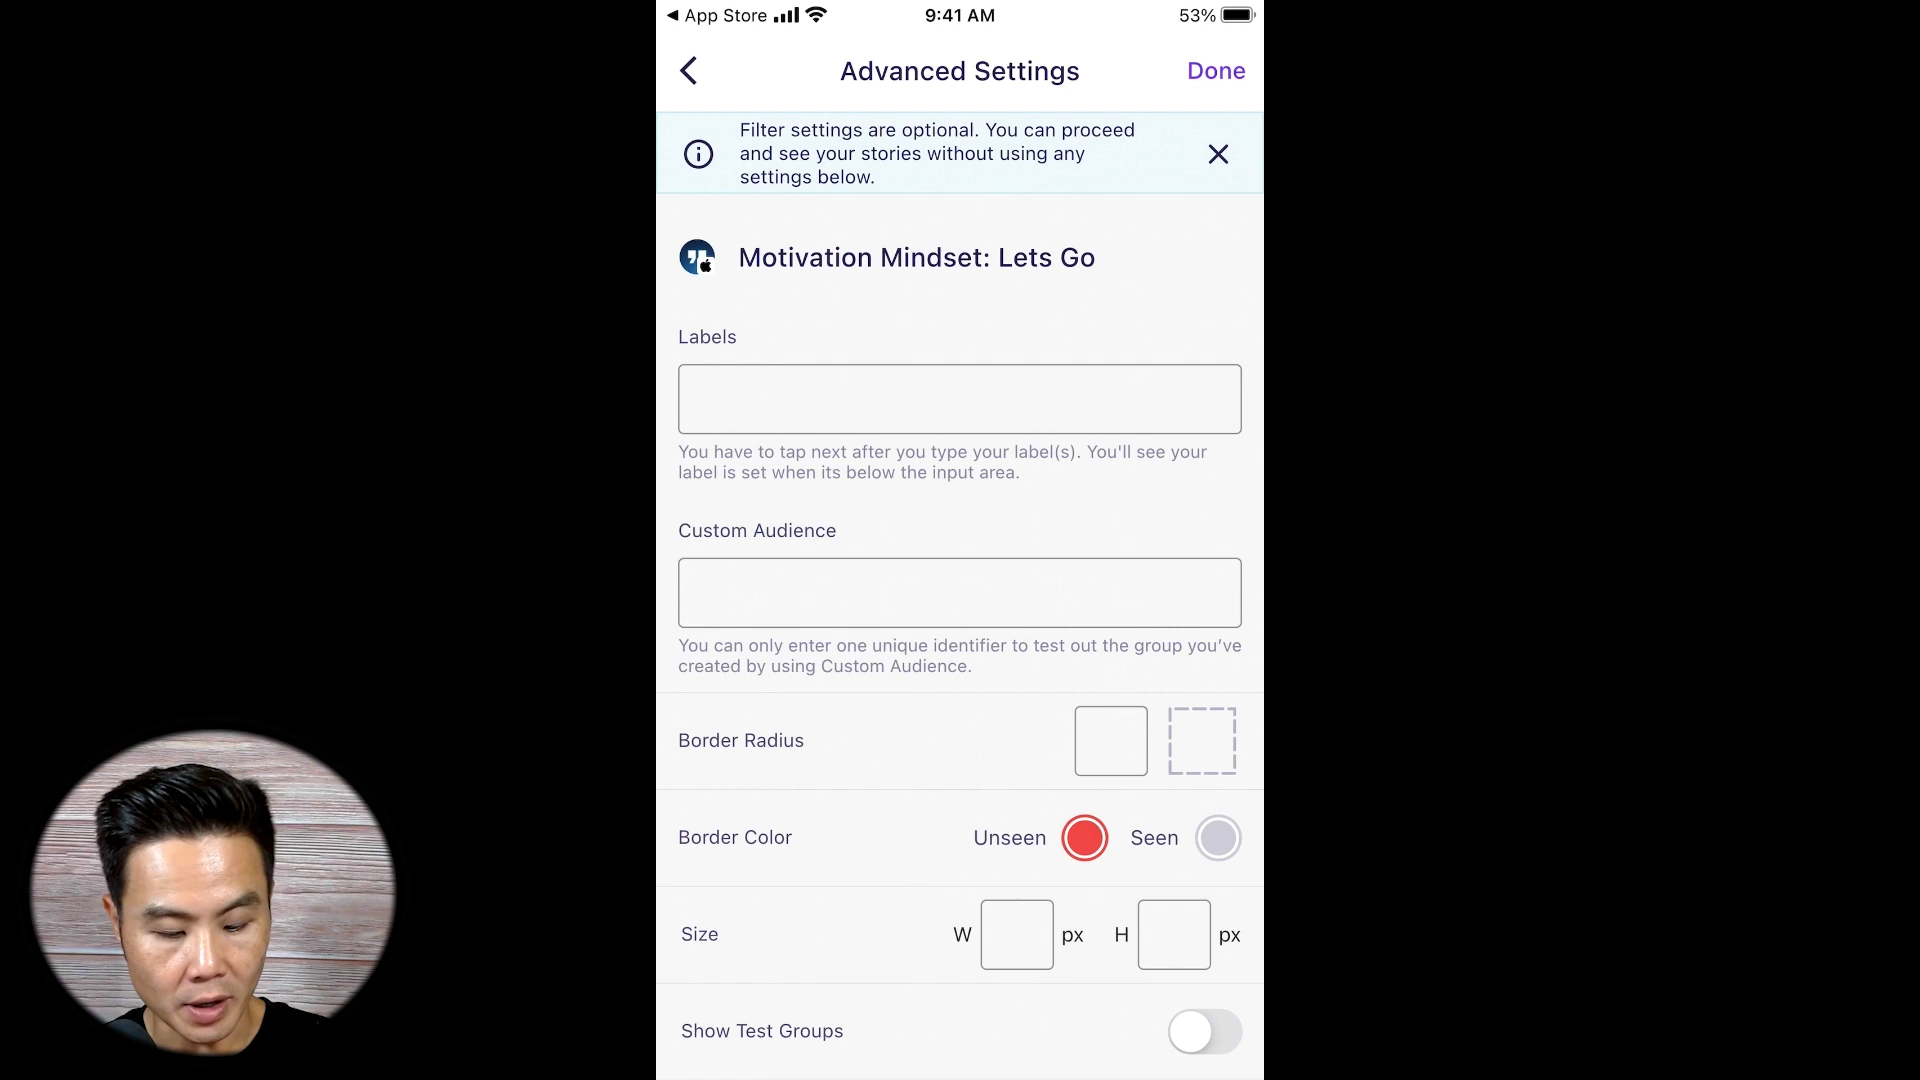 ◀ App Store
9:41 AM
53%
Advanced Settings
Done
Filter settings are optional. You can proceed
and see your stories without using any
settings below.
Motivation Mindset: Lets Go
Labels
You have to tap next after you type your label(s). You'll see your
label is set when its below the input area.
Custom Audience
You can only enter one unique identifier to test out the group you’ve
created by using Custom Audience.
Border Radius
Border Color
Unseen
Seen
Size
W
px
H
px
Show Test Groups